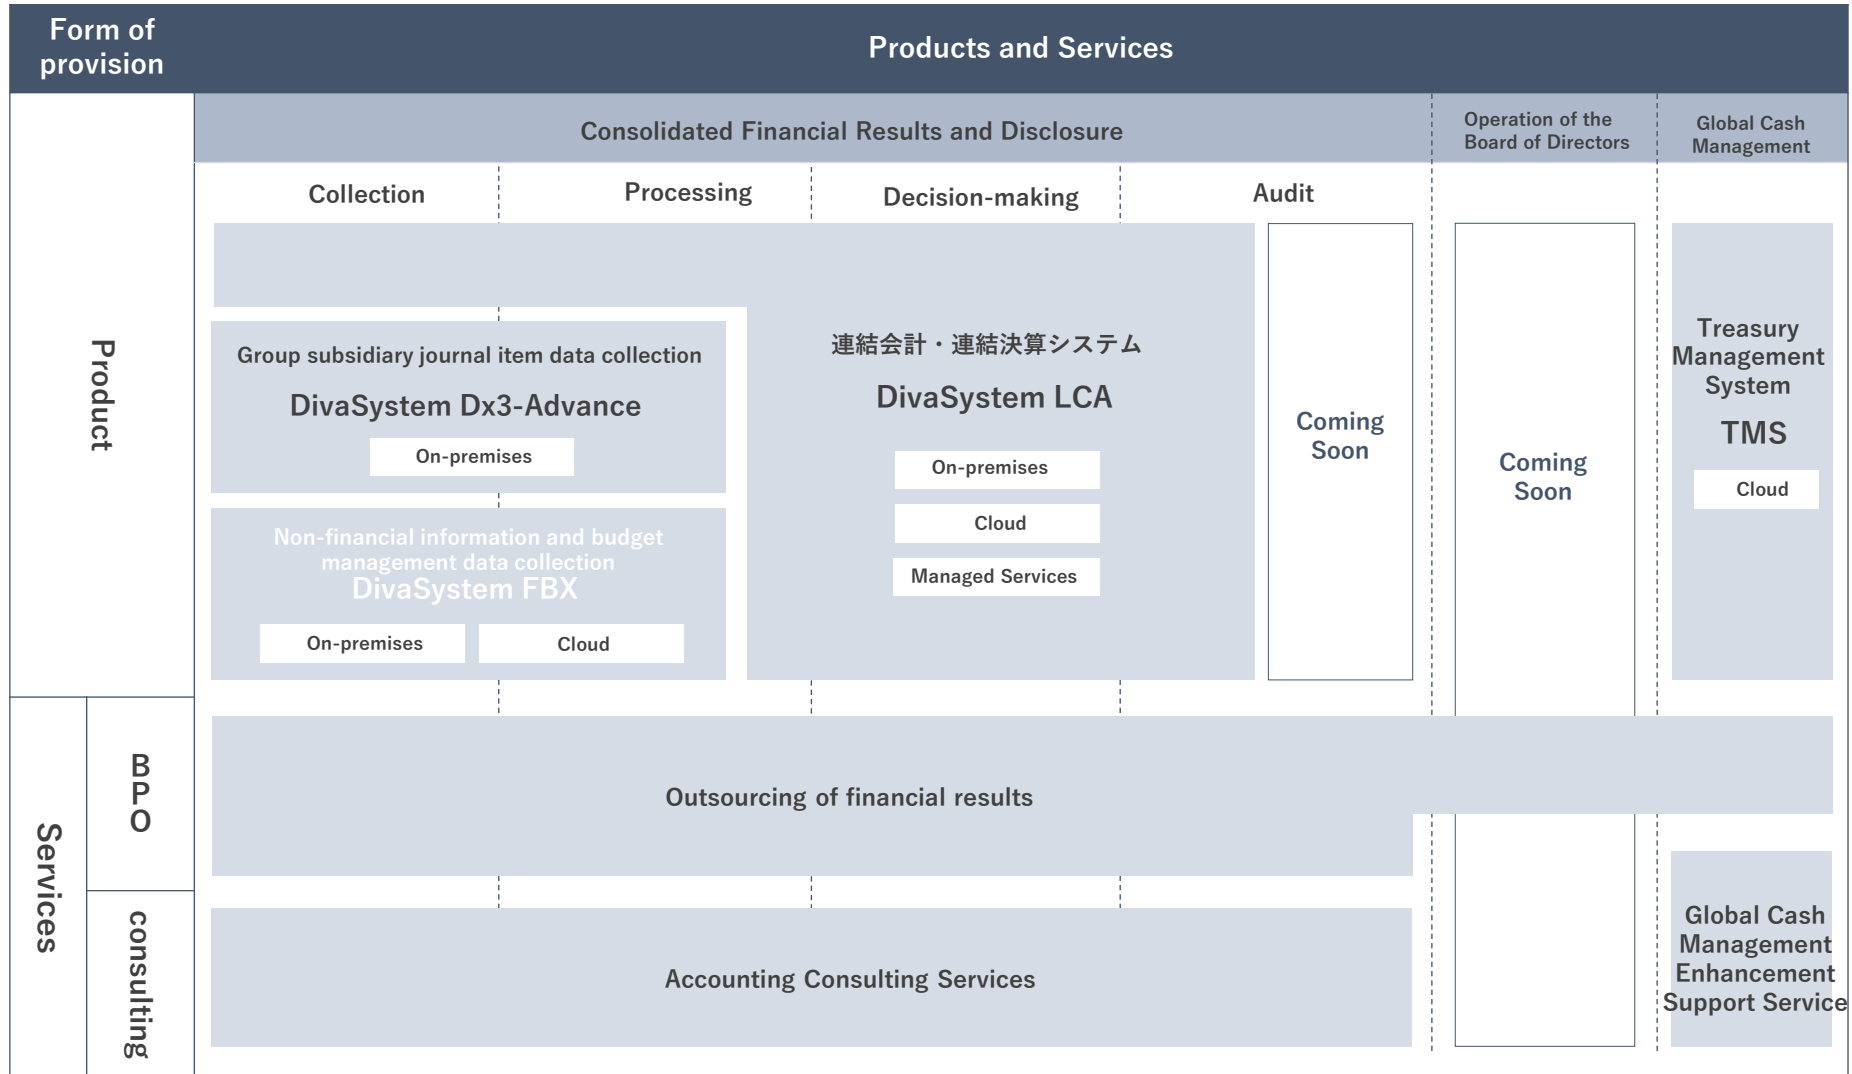 Form of
provision
Products and Services
Consolidated Financial Results and Disclosure
Operation of the
Board of Directors
Global Cash
Management
Collection
Processing
Decision-making
Audit
Product
Group subsidiary journal item data collection
DivaSystem Dx3-Advance
On-premises
Non-financial information and budget
management data collection
DivaSystem FBX
On-premises
Cloud
連結会計・連結決算システム
DivaSystem LCA
On-premises
Cloud
Managed Services
Coming
Soon
Coming
Soon
Treasury
Management
System
TMS
Cloud
Services
BPO
Outsourcing of financial results
consulting
Accounting Consulting Services
Global Cash
Management
Enhancement
Support Service